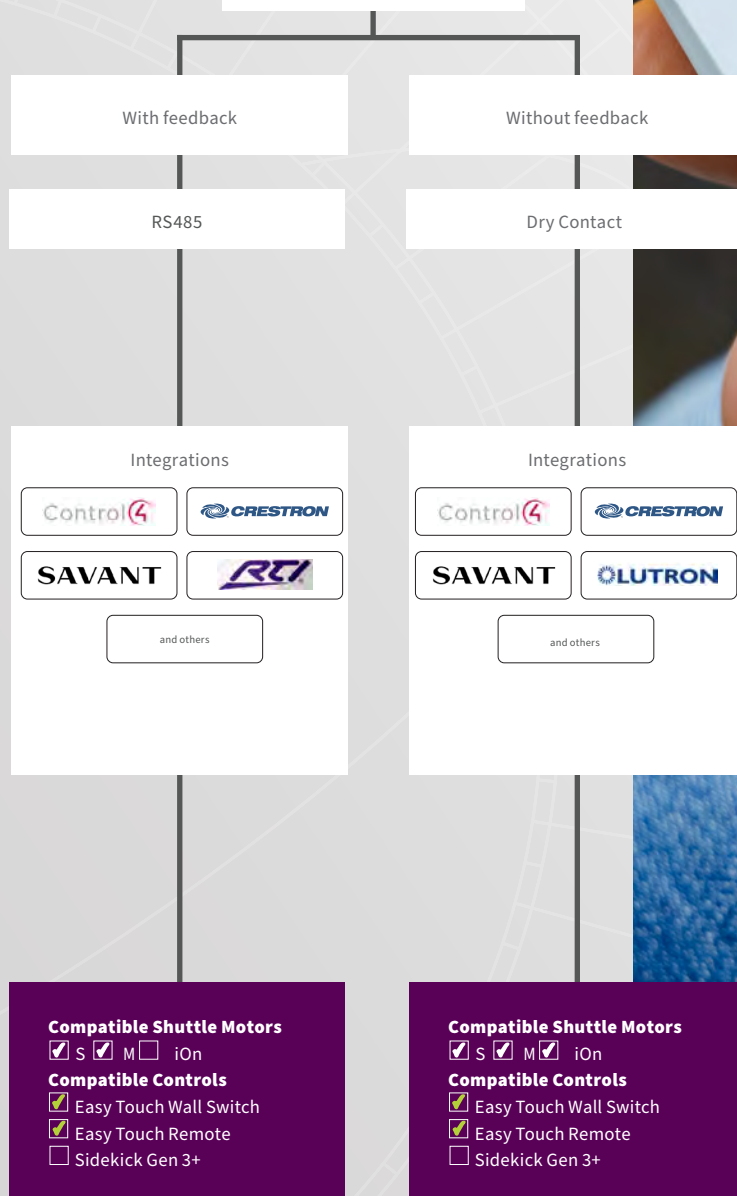 With feedback
Without feedback
RS485
Dry Contact
Integrations
Control4
CRESTRON
SAVANT
RTI
and others
Integrations
Control4
CRESTRON
SAVANT
LUTRON
and others
Compatible Shuttle Motors
S M iOn
Compatible Controls
Easy Touch Wall Switch
Easy Touch Remote
Sidekick Gen 3+
Compatible Shuttle Motors
S M iOn
Compatible Controls
Easy Touch Wall Switch
Easy Touch Remote
Sidekick Gen 3+